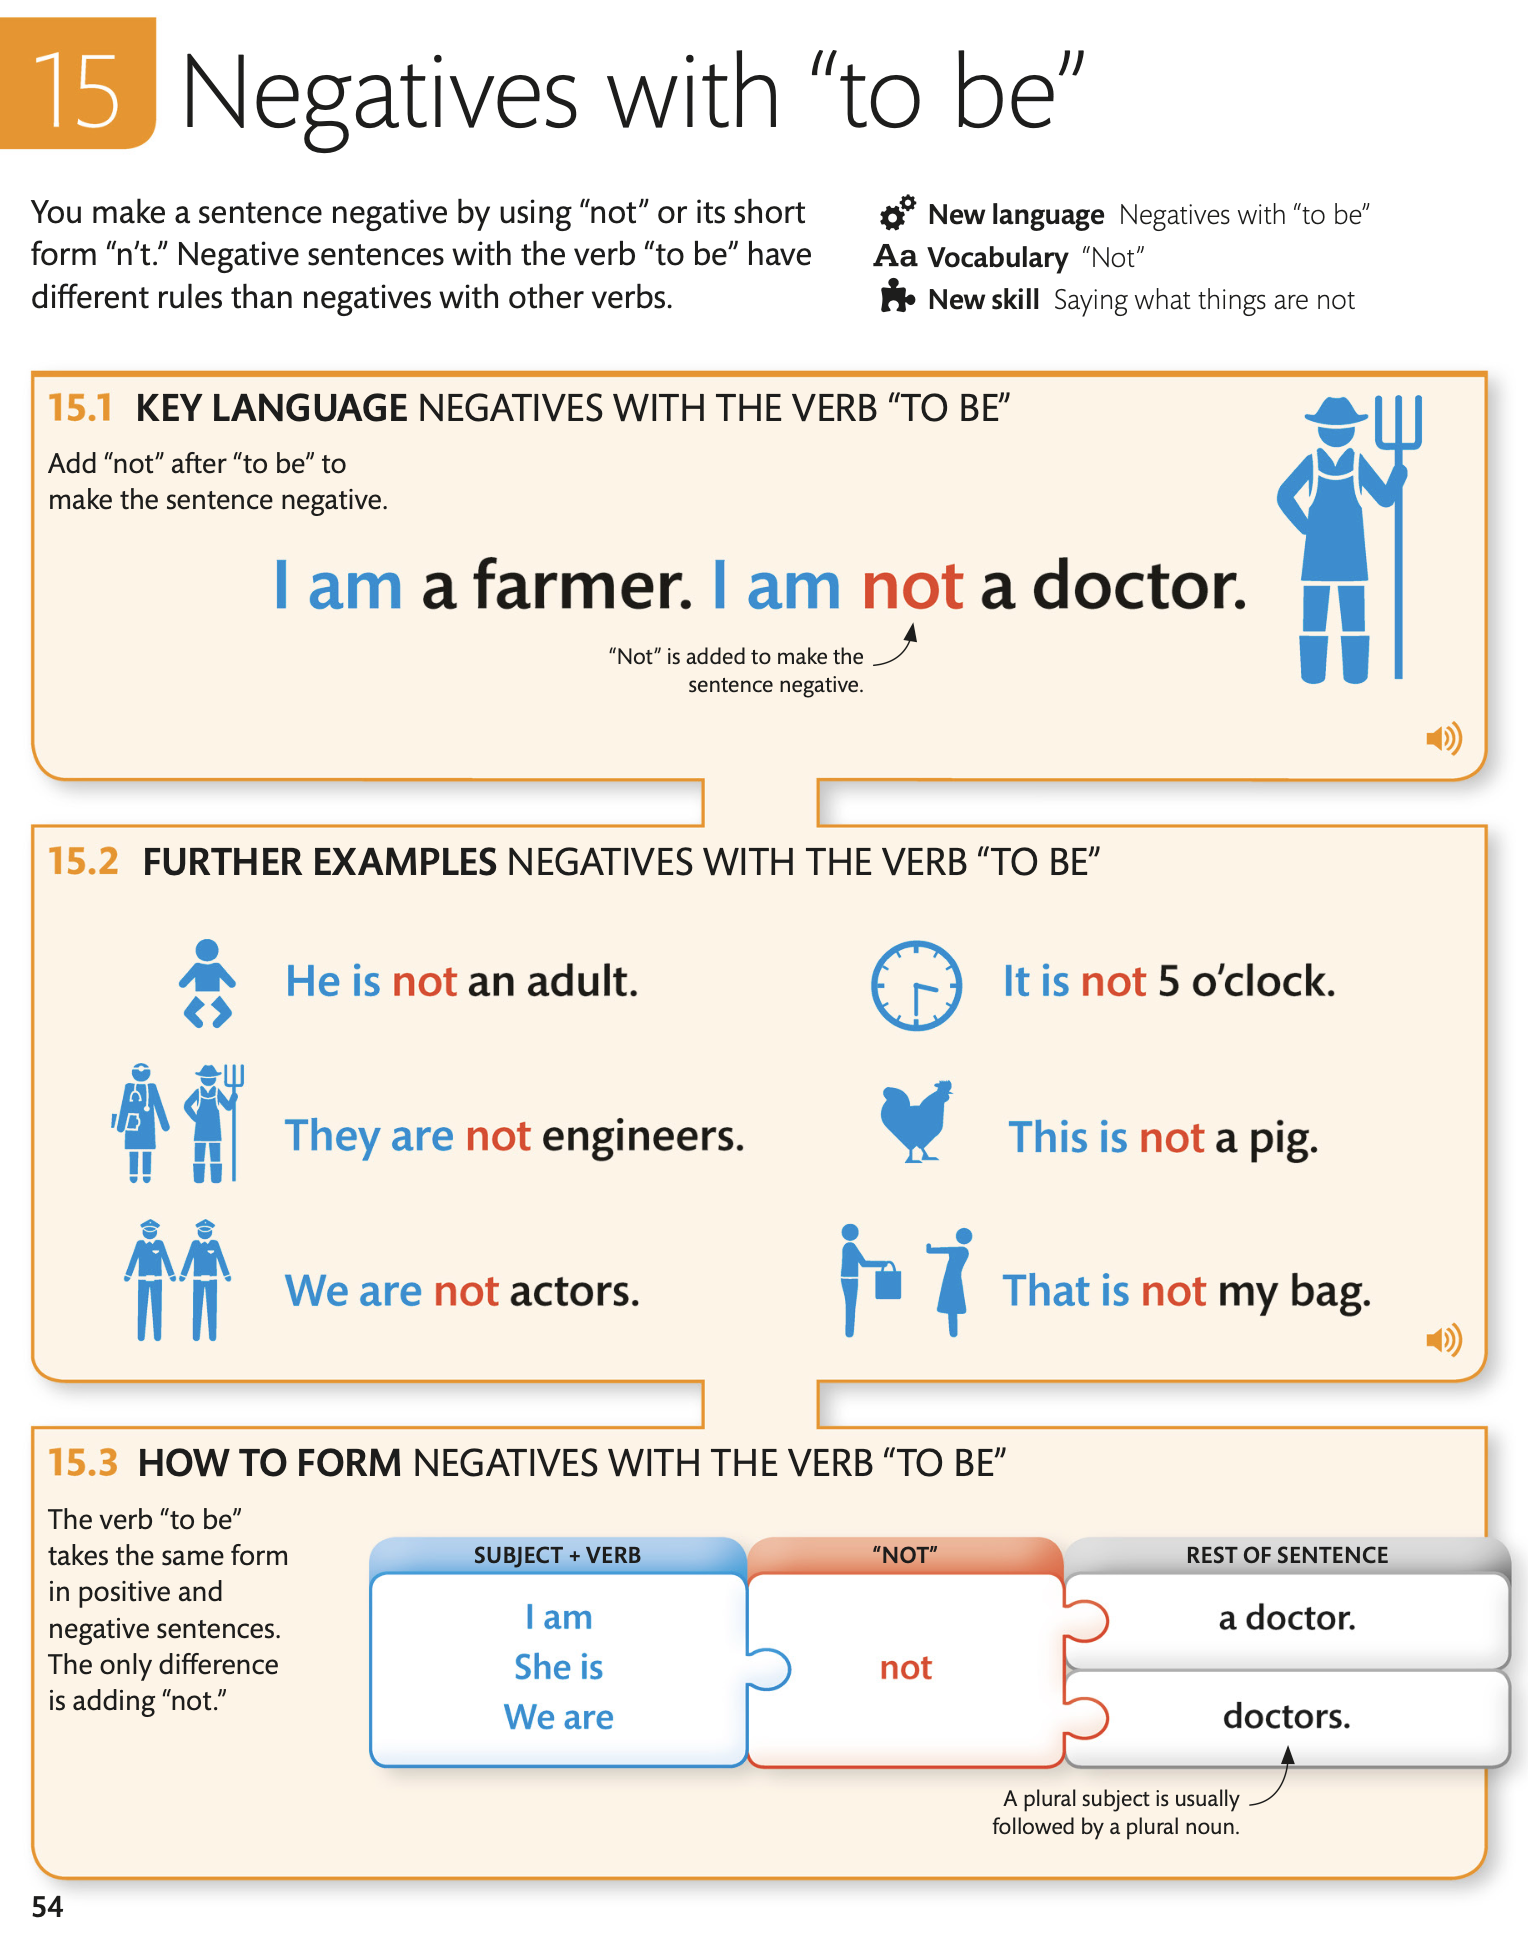 15 Negatives with “to be”
You make a sentence negative by using “not” or its short
form “n’t.” Negative sentences with the verb “to be” have
different rules than negatives with other verbs.
New language Negatives with “to be”
Aa Vocabulary “Not”
New skill Saying what things are not
15.1 KEY LANGUAGE NEGATIVES WITH THE VERB “TO BE”
Add “not” after “to be” to
make the sentence negative.
I am a farmer. I am not a doctor.
“Not” is added to make the
sentence negative.
15.2 FURTHER EXAMPLES NEGATIVES WITH THE VERB “TO BE”
He is not an adult.
They are not engineers.
We are not actors.
It is not 5 o’clock.
This is not a pig.
That is not my bag.
15.3 HOW TO FORM NEGATIVES WITH THE VERB “TO BE”
The verb “to be”
takes the same form
in positive and
negative sentences.
The only difference
is adding “not.”
SUBJECT + VERB
I am
She is
We are
“NOT”
not
REST OF SENTENCE
a doctor.
doctors.
A plural subject is usually
followed by a plural noun.
54